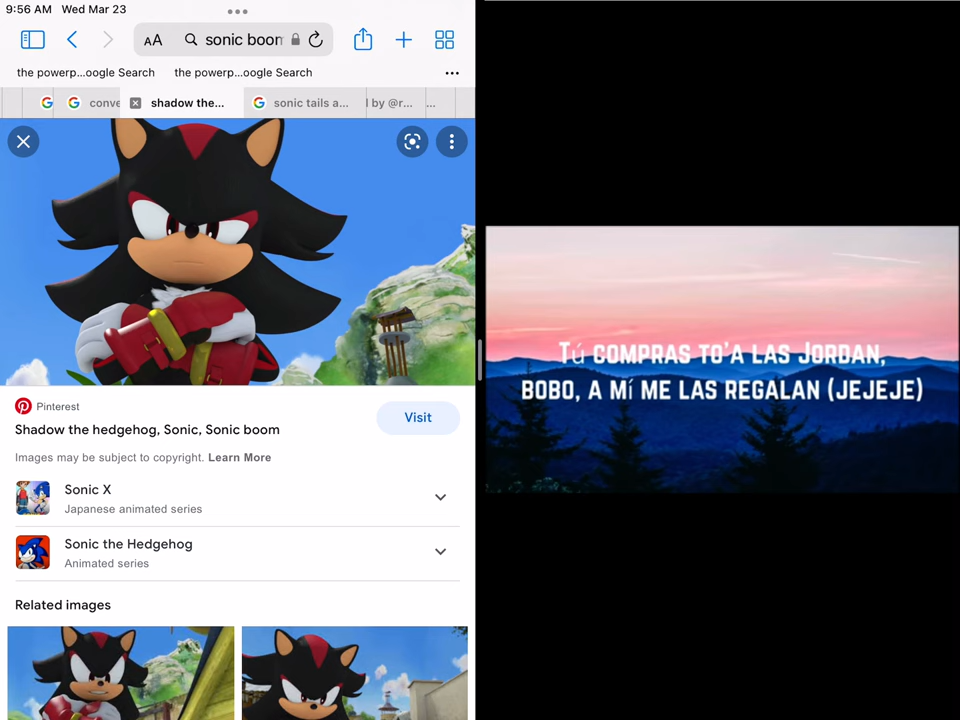 9:56 AM Wed Mar 23
AA sonic boom
the powerp...oogle Search the powerp...oogle Search
conve shadow the... sonic tails a... l by @r... ...
Pinterest
Visit
Shadow the hedgehog, Sonic, Sonic boom
Images may be subject to copyright. Learn More
Sonic X
Japanese animated series
Sonic the Hedgehog
Animated series
Related images
Tú COMPRAS TO'A LAS JORDAN,
BOBO, A Mí ME LAS REGALAN (JEJEJE)